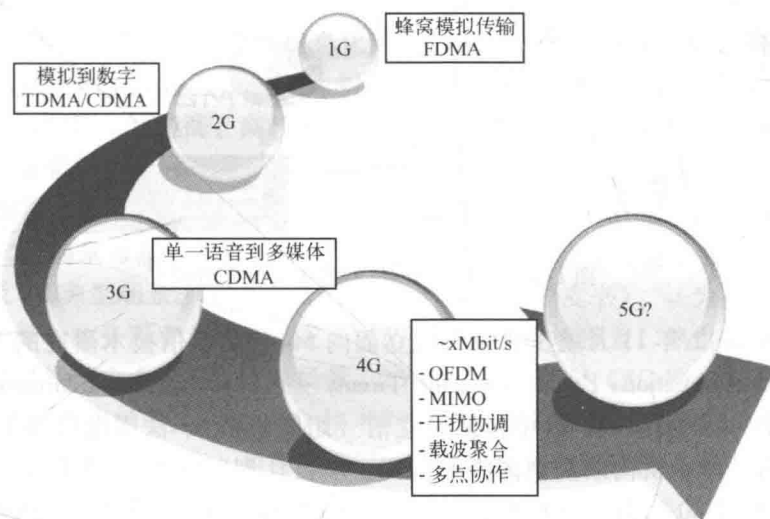 1G
蜂窝模拟传输
FDMA
模拟到数字
TDMA/CDMA
2G
3G
单一语音到多媒体
CDMA
4G
~xMbit/s
- OFDM
- MIMO
- 干扰协调
- 载波聚合
- 多点协作
5G?